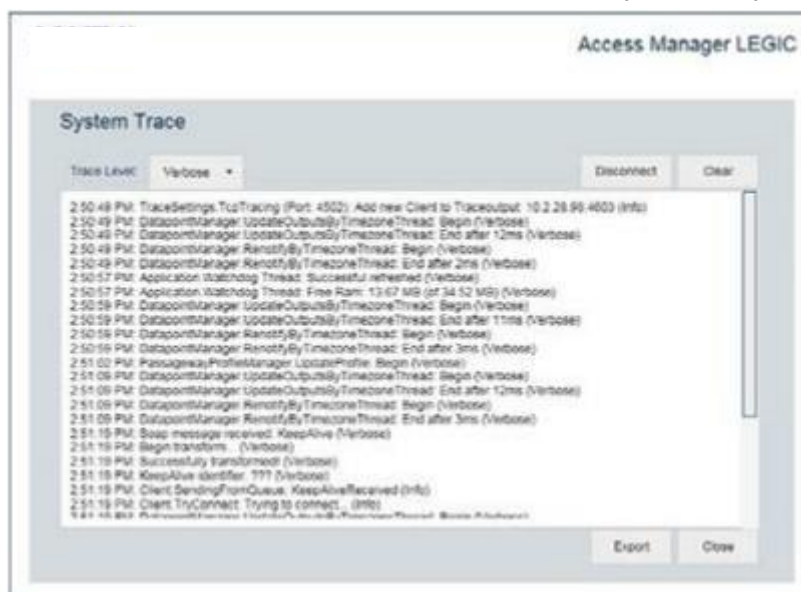 Access Manager LEGIC
System Trace
Trace Level: Verbose
Disconnect
Clear
2:50:49 PM: TraceSettings.TcpTracing (Port: 4502): Add new Client to Traceoutput: 10.2.28.95:4603 (Info)
2:50:49 PM: DatapointManager.UpdateOutputsByTimezoneThread: Begin (Verbose)
2:50:49 PM: DatapointManager.UpdateOutputsByTimezoneThread: End after 12ms (Verbose)
2:50:49 PM: DatapointManager.RenotifyByTimezoneThread: Begin (Verbose)
2:50:49 PM: DatapointManager.RenotifyByTimezoneThread: End after 2ms (Verbose)
2:50:57 PM: Application Watchdog Thread: Successful refreshed (Verbose)
2:50:57 PM: Application Watchdog Thread: Free Ram: 13.67 MB (of 34.52 MB) (Verbose)
2:50:59 PM: DatapointManager.UpdateOutputsByTimezoneThread: Begin (Verbose)
2:50:59 PM: DatapointManager.UpdateOutputsByTimezoneThread: End after 11ms (Verbose)
2:50:59 PM: DatapointManager.RenotifyByTimezoneThread: Begin (Verbose)
2:50:59 PM: DatapointManager.RenotifyByTimezoneThread: End after 3ms (Verbose)
2:51:02 PM: PassagewayProfileManager.UpdateProfile: Begin (Verbose)
2:51:09 PM: DatapointManager.UpdateOutputsByTimezoneThread: Begin (Verbose)
2:51:09 PM: DatapointManager.UpdateOutputsByTimezoneThread: End after 12ms (Verbose)
2:51:09 PM: DatapointManager.RenotifyByTimezoneThread: Begin (Verbose)
2:51:09 PM: DatapointManager.RenotifyByTimezoneThread: End after 3ms (Verbose)
2:51:19 PM: Soap message received: KeepAlive (Verbose)
2:51:19 PM: Begin transform... (Verbose)
2:51:19 PM: Successfully transformed! (Verbose)
2:51:19 PM: KeepAlive identifier: ??? (Verbose)
2:51:19 PM: Client.SendingFromQueue: KeepAliveReceived (Info)
2:51:19 PM: Client.TryConnect: Trying to connect... (Info)
2:51:19 PM: DatapointManager.UpdateOutputsByTimezoneThread: Begin (Verbose)
Export
Close